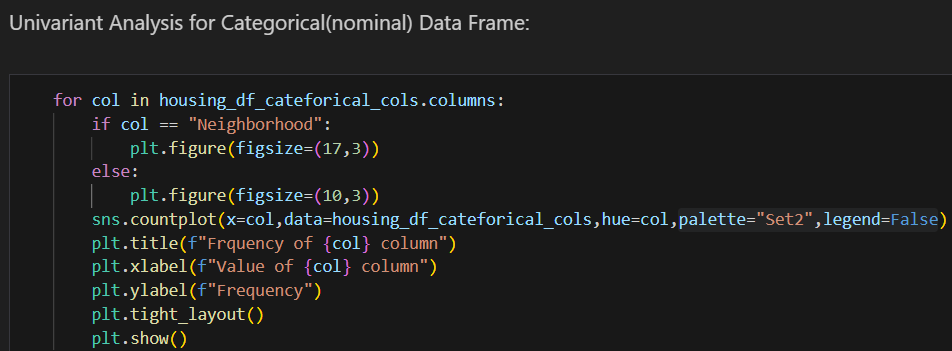 Univariant Analysis for Categorical(nominal) Data Frame:
for col in housing_df_cateforical_cols.columns:
    if col == "Neighborhood":
        plt.figure(figsize=(17,3))
    else:
        plt.figure(figsize=(10,3))
    sns.countplot(x=col,data=housing_df_cateforical_cols,hue=col,palette="Set2",legend=False)
    plt.title(f"Frquency of {col} column")
    plt.xlabel(f"Value of {col} column")
    plt.ylabel(f"Frequency")
    plt.tight_layout()
    plt.show()